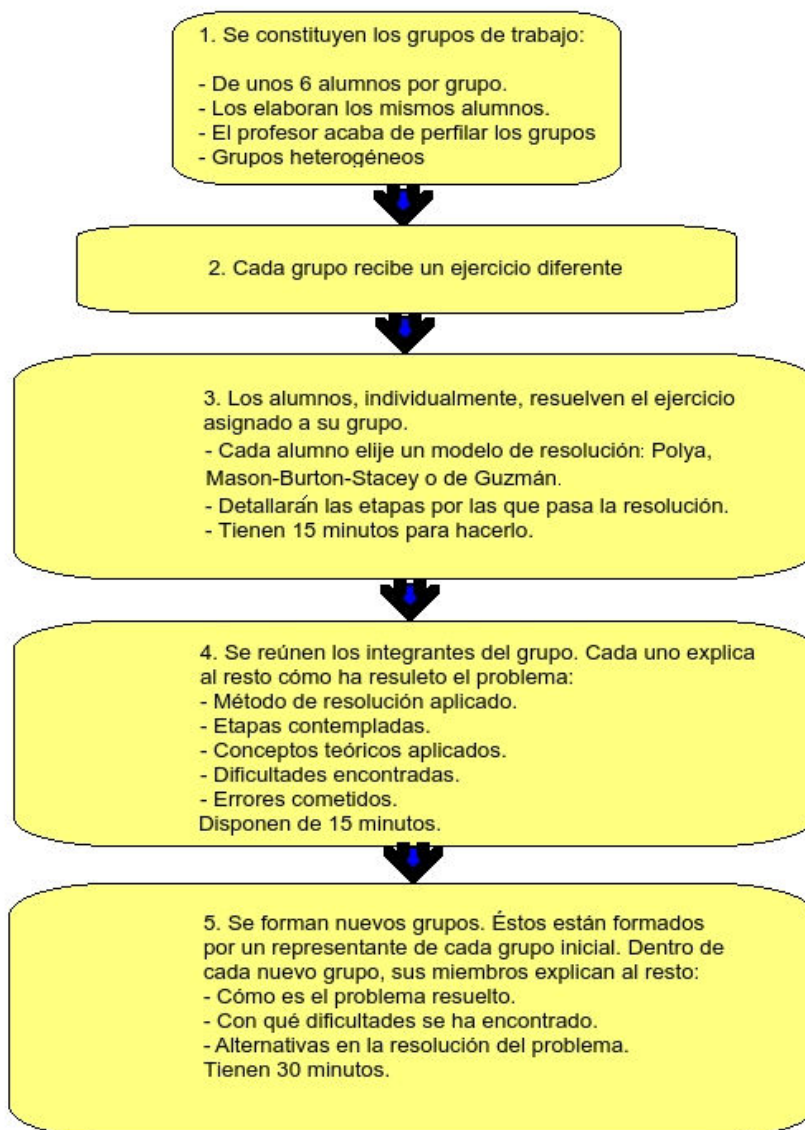 1. Se constituyen los grupos de trabajo:
- De unos 6 alumnos por grupo.
- Los elaboran los mismos alumnos.
- El profesor acaba de perfilar los grupos
- Grupos heterogéneos
2. Cada grupo recibe un ejercicio diferente
3. Los alumnos, individualmente, resuelven el ejercicio
asignado a su grupo.
- Cada alumno elije un modelo de resolución: Polya,
Mason-Burton-Stacey o de Guzmán.
- Detallarán las etapas por las que pasa la resolución.
- Tienen 15 minutos para hacerlo.
4. Se reúnen los integrantes del grupo. Cada uno explica
al resto cómo ha resuleto el problema:
- Método de resolución aplicado.
- Etapas contempladas.
- Conceptos teóricos aplicados.
- Dificultades encontradas.
- Errores cometidos.
Disponen de 15 minutos.
5. Se forman nuevos grupos. Éstos están formados
por un representante de cada grupo inicial. Dentro de
cada nuevo grupo, sus miembros explican al resto:
- Cómo es el problema resuelto.
- Con qué dificultades se ha encontrado.
- Alternativas en la resolución del problema.
Tienen 30 minutos.